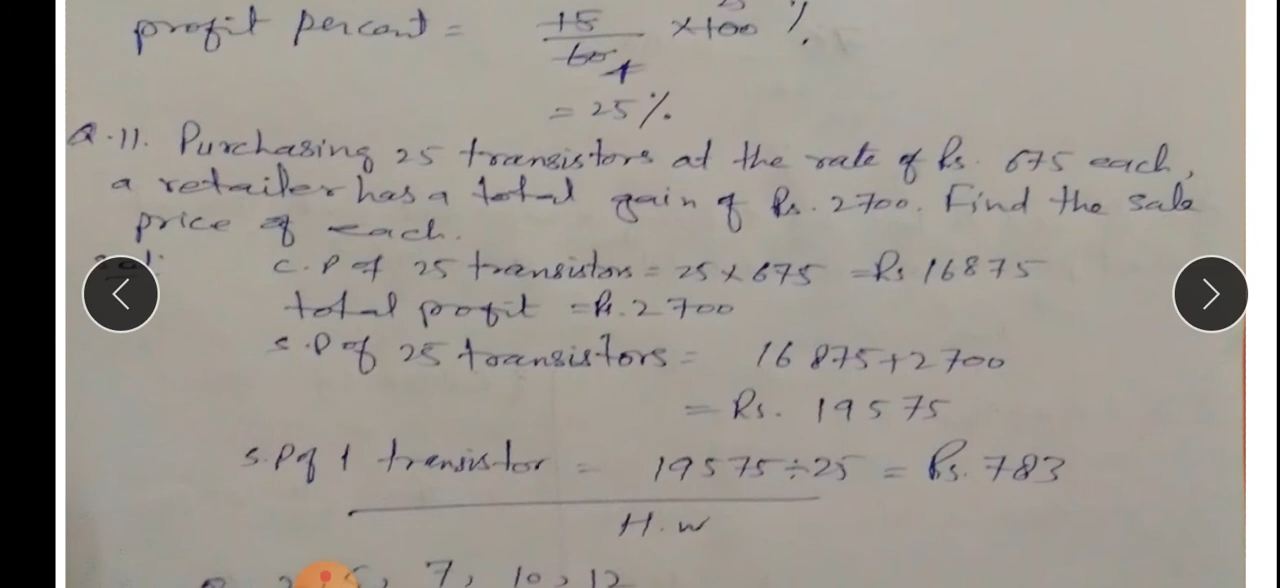 profit percent = 15/60 × 100 %
= 25 %
Q.11. Purchasing 25 transistors at the rate of Rs. 675 each,
a retailer has a total gain of Rs. 2700. Find the sale
price of each.
C.P of 25 transistors = 25 × 675 = Rs 16875
total profit = Rs. 2700
S.P of 25 transistors = 16875 + 2700
= Rs. 19575
S.P of 1 transistor = 19575 ÷ 25 = Rs. 783
H.W
7, 10, 12